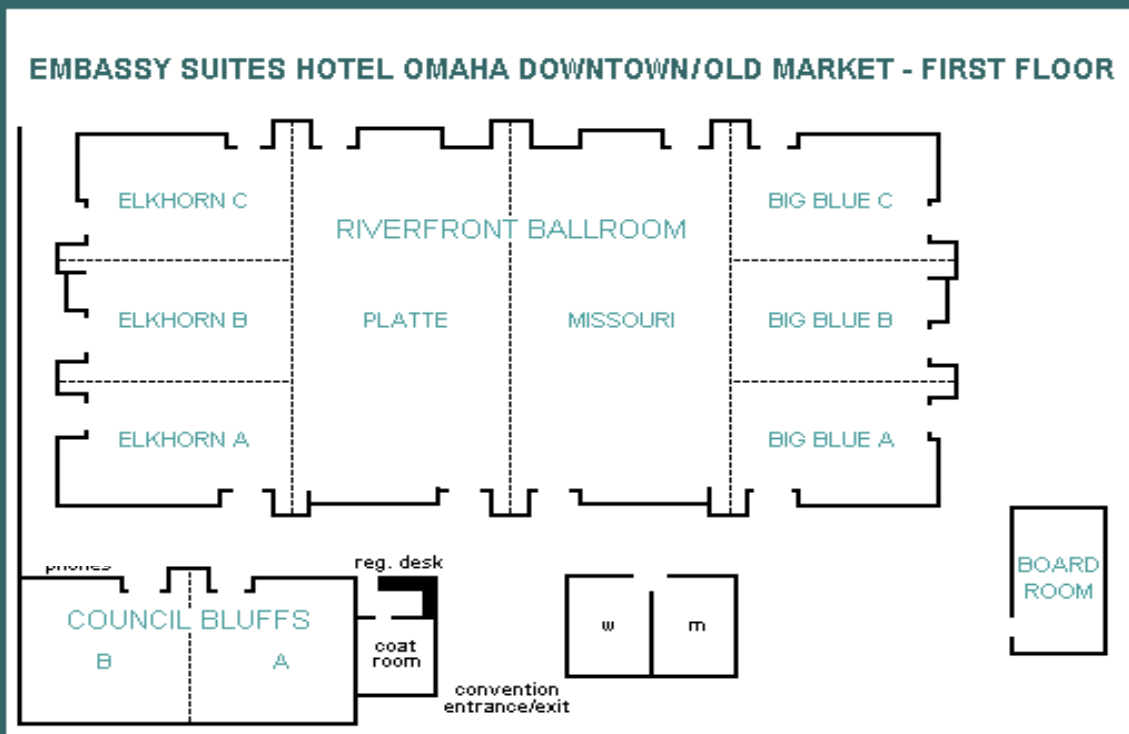 EMBASSY SUITES HOTEL OMAHA DOWNTOWN/OLD MARKET - FIRST FLOOR
ELKHORN C
BIG BLUE C
RIVERFRONT BALLROOM
ELKHORN B
PLATTE
MISSOURI
BIG BLUE B
ELKHORN A
BIG BLUE A
phones
reg. desk
BOARD
ROOM
COUNCIL BLUFFS
B
A
coat
room
w
m
convention
entrance/exit